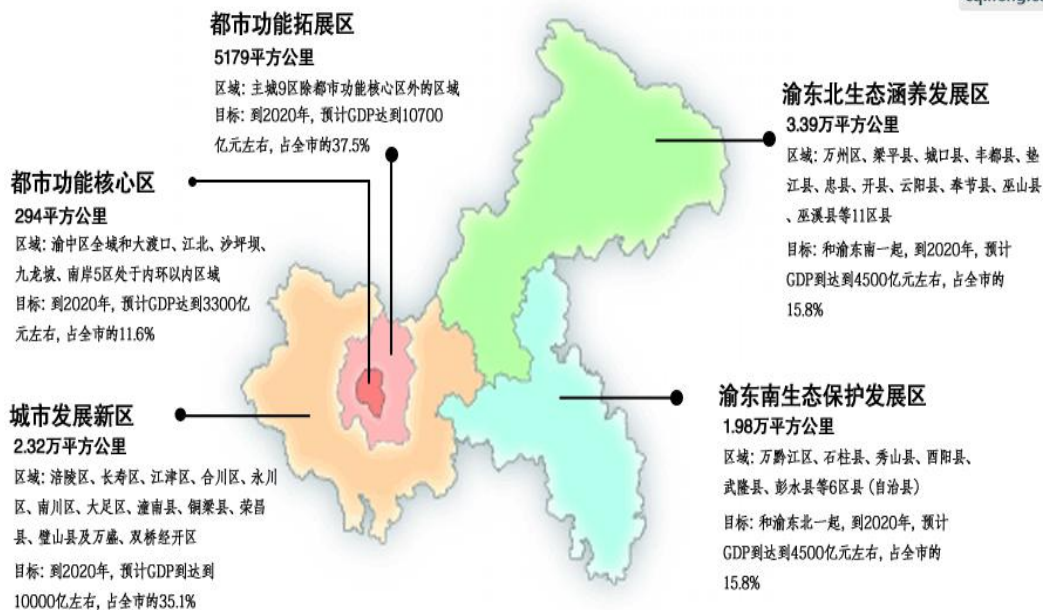 都市功能拓展区
5179平方公里
区域: 主城9区除都市功能核心区外的区域
目标: 到2020年, 预计GDP达到10700
亿元左右, 占全市的37.5%
都市功能核心区
294平方公里
区域: 渝中区全域和大渡口、江北、沙坪坝、
九龙坡、南岸5区处于内环以内区域
目标: 到2020年, 预计GDP达到3300亿
元左右, 占全市的11.6%
城市发展新区
2.32万平方公里
区域: 涪陵区、长寿区、江津区、合川区、永川
区、南川区、大足区、潼南县、铜梁县、荣昌
县、璧山县及万盛、双桥经开区
目标: 到2020年, 预计GDP到达到
10000亿左右, 占全市的35.1%
渝东北生态涵养发展区
3.39万平方公里
区域: 万州区、梁平县、城口县、丰都县、垫
江县、忠县、开县、云阳县、奉节县、巫山县
、巫溪县等11区县
目标: 和渝东南一起, 到2020年, 预计
GDP到达到4500亿元左右, 占全市的
15.8%
渝东南生态保护发展区
1.98万平方公里
区域: 万黔江区、石柱县、秀山县、酉阳县、
武隆县、彭水县等6区县 (自治县)
目标: 和渝东北一起, 到2020年, 预计
GDP到达到4500亿元左右, 占全市的
15.8%